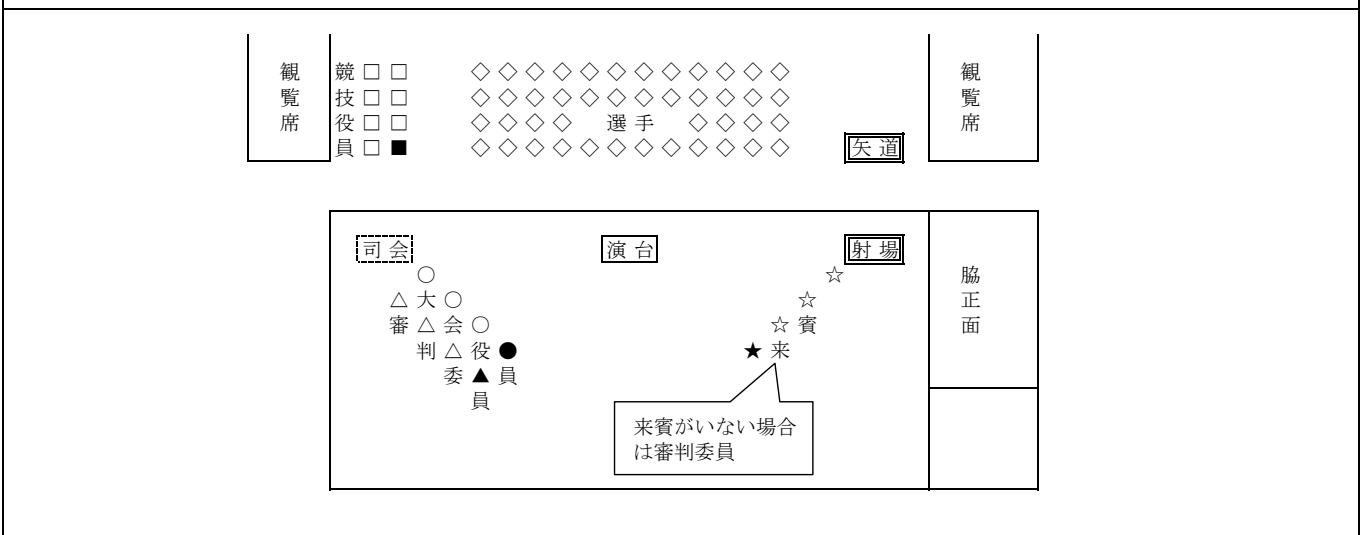 観覧席
競技役員
□ □
□ □
□ □
□ ■
◇ ◇ ◇ ◇ ◇ ◇ ◇ ◇ ◇ ◇ ◇ ◇
◇ ◇ ◇ ◇ ◇ ◇ ◇ ◇ ◇ ◇ ◇ ◇
◇ ◇ ◇ ◇ 選 手 ◇ ◇ ◇ ◇
◇ ◇ ◇ ◇ ◇ ◇ ◇ ◇ ◇ ◇ ◇ ◇
矢 道
観覧席
司 会
演 台
射 場
○ ○ ○ ●
大会役員
△ △ △ ▲
審判委員
☆ ☆ ☆ ★
来賓
来賓がいない場合
は審判委員
脇正面